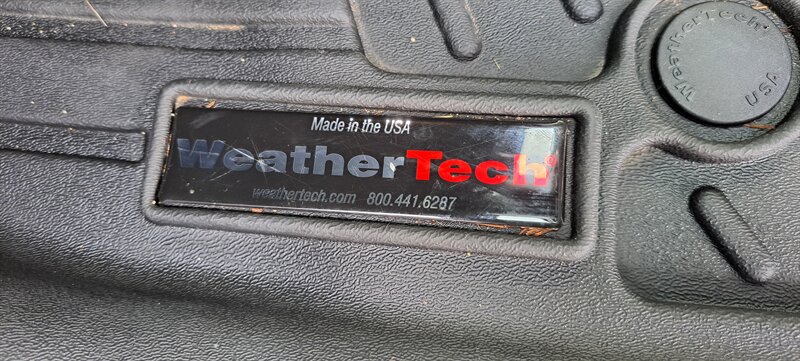 Made in the USA
WeatherTech®
weathertech.com 800.441.6287
WeatherTech®
USA